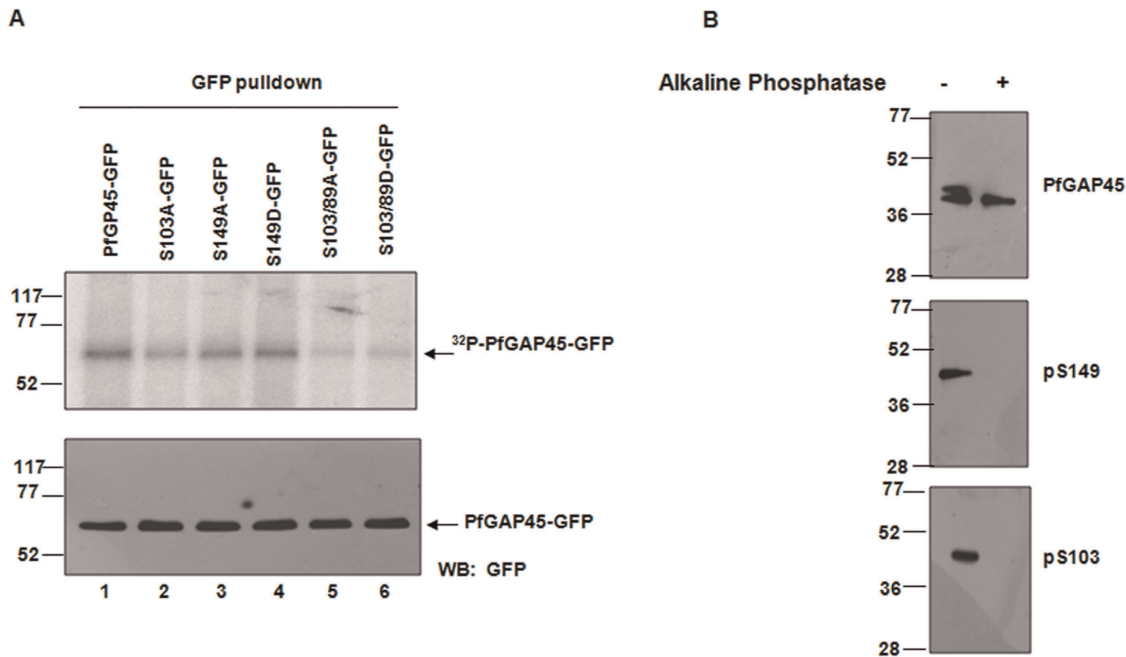 A
GFP pulldown
PfGP45-GFP
S103A-GFP
S149A-GFP
S149D-GFP
S103/89A-GFP
S103/89D-GFP
117
77
52
32P-PfGAP45-GFP
117
77
52
PfGAP45-GFP
WB: GFP
1 2 3 4 5 6
B
Alkaline Phosphatase - +
77
52
36
28
PfGAP45
77
52
36
28
pS149
77
52
36
28
pS103